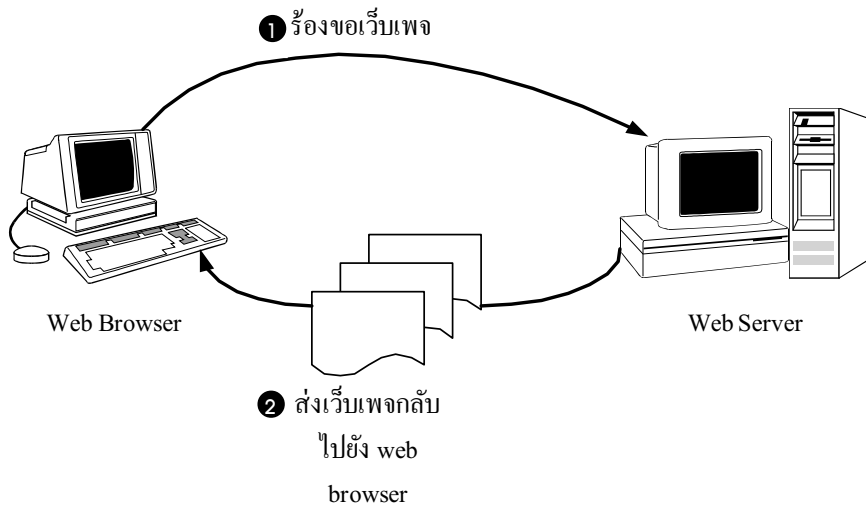 ❶ ร้องขอเว็บเพจ
Web Browser
Web Server
❷ ส่งเว็บเพจกลับ
ไปยัง web
browser